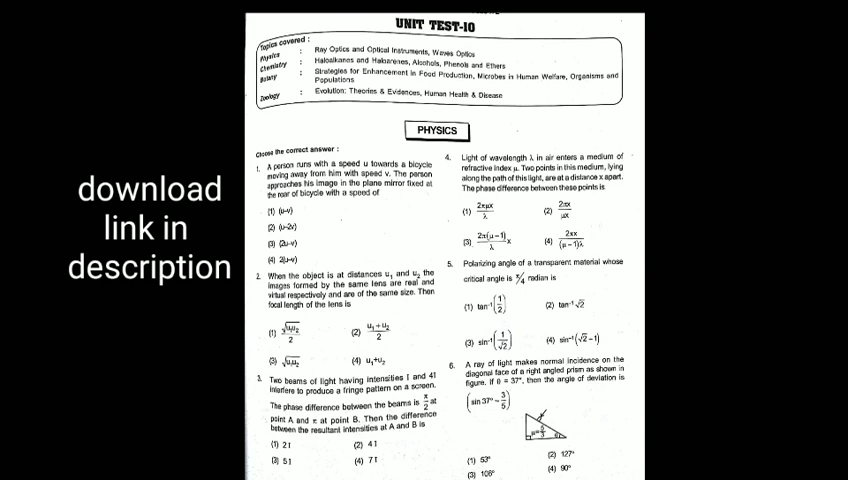 download
link in
description
UNIT TEST-10
Topics covered :
Physics : Ray Optics and Optical Instruments, Waves Optics
Chemistry : Haloalkanes and Haloarenes, Alcohols, Phenols and Ethers
Botany : Strategies for Enhancement in Food Production, Microbes in Human Welfare, Organisms and
Populations
Zoology : Evolution: Theories & Evidences, Human Health & Disease
PHYSICS
Choose the correct answer :
1. A person runs with a speed u towards a bicycle
moving away from him with speed v. The person
approaches his image in the plane mirror fixed at
the rear of bicycle with a speed of
(1) (u-v)
(2) (u-2v)
(3) (2u-v)
(4) 2(u-v)
2. When the object is at distances u₁ and u₂ the
images formed by the same lens are real and
virtual respectively and are of the same size. Then
focal length of the lens is
(1) √u₁u₂/2 (2) u₁+u₂/2
(3) √u₁u₂ (4) u₁+u₂
3. Two beams of light having intensities I and 4I
interfere to produce a fringe pattern on a screen.
The phase difference between the beams is π/2 at
point A and π at point B. Then the difference
between the resultant intensities at A and B is
(1) 2I (2) 4I
(3) 5I (4) 7I
4. Light of wavelength λ in air enters a medium of
refractive index μ. Two points in this medium, lying
along the path of this light, are at a distance x apart.
The phase difference between these points is
(1) 2πμx/λ (2) 2πx/μλ
(3) 2π(μ-1)/λ x (4) 2πx/(μ-1)λ
5. Polarizing angle of a transparent material whose
critical angle is π/4 radian is
(1) tan⁻¹(1/2) (2) tan⁻¹√2
(3) sin⁻¹(1/√2) (4) sin⁻¹(√2-1)
6. A ray of light makes normal incidence on the
diagonal face of a right angled prism as shown in
figure. If θ = 37°, then the angle of deviation is
(sin 37° = 3/5)
μ=5/3 θ
(1) 53° (2) 127°
(3) 106° (4) 90°